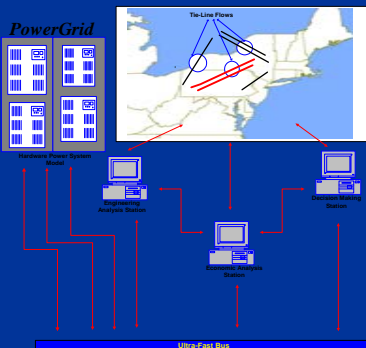 Tie-Line Flows
PowerGrid
Hardware Power System
Model
Engineering
Analysis Station
Decision Making
Station
Economic Analysis
Station
Ultra-Fast Bus